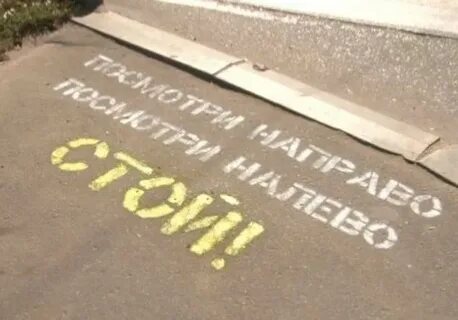 ПОСМОТРИ НАПРАВО
ПОСМОТРИ НАЛЕВО
СТОЙ!